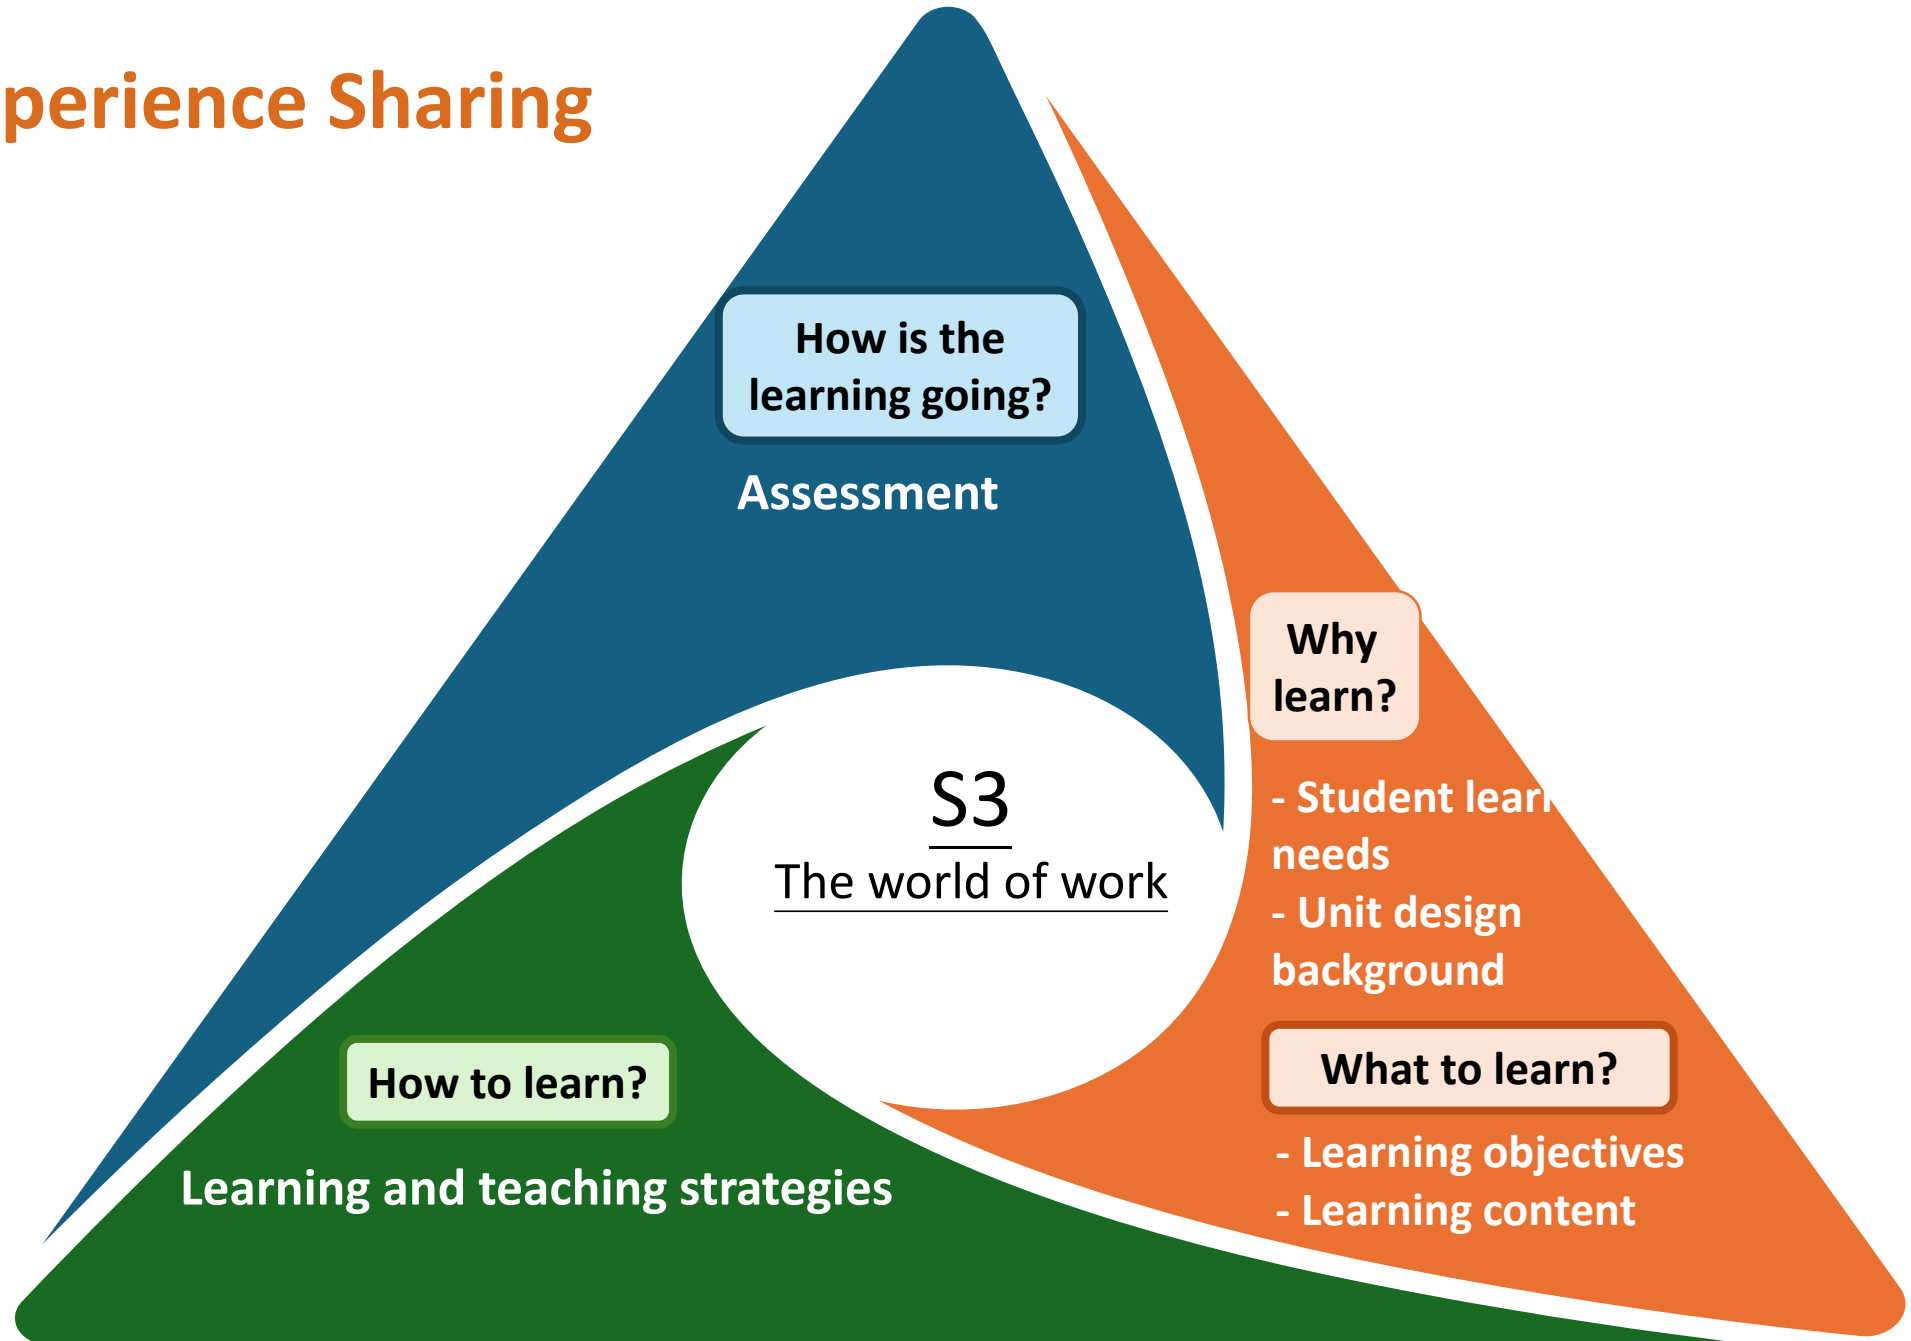 perience Sharing
How is the
learning going?
Assessment
Why
learn?
- Student lear
needs
- Unit design
background
S3
The world of work
What to learn?
- Learning objectives
- Learning content
How to learn?
Learning and teaching strategies